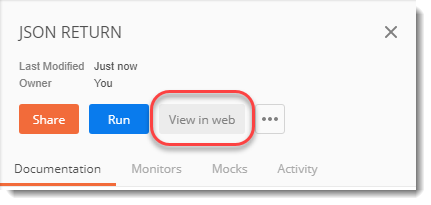 JSON RETURN
Last Modified Just now
Owner You
Share Run View in web
Documentation Monitors Mocks Activity